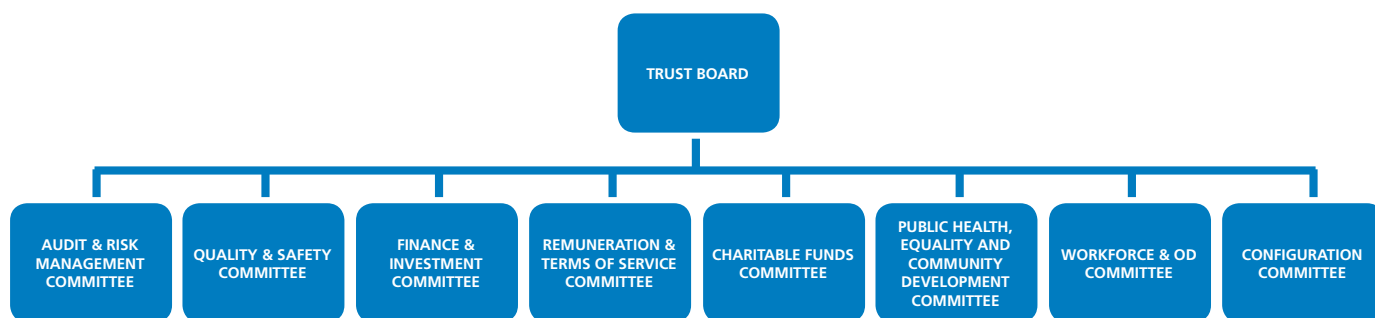 TRUST BOARD
AUDIT & RISK
MANAGEMENT
COMMITTEE
QUALITY & SAFETY
COMMITTEE
FINANCE &
INVESTMENT
COMMITTEE
REMUNERATION &
TERMS OF SERVICE
COMMITTEE
CHARITABLE FUNDS
COMMITTEE
PUBLIC HEALTH,
EQUALITY AND
COMMUNITY
DEVELOPMENT
COMMITTEE
WORKFORCE & OD
COMMITTEE
CONFIGURATION
COMMITTEE